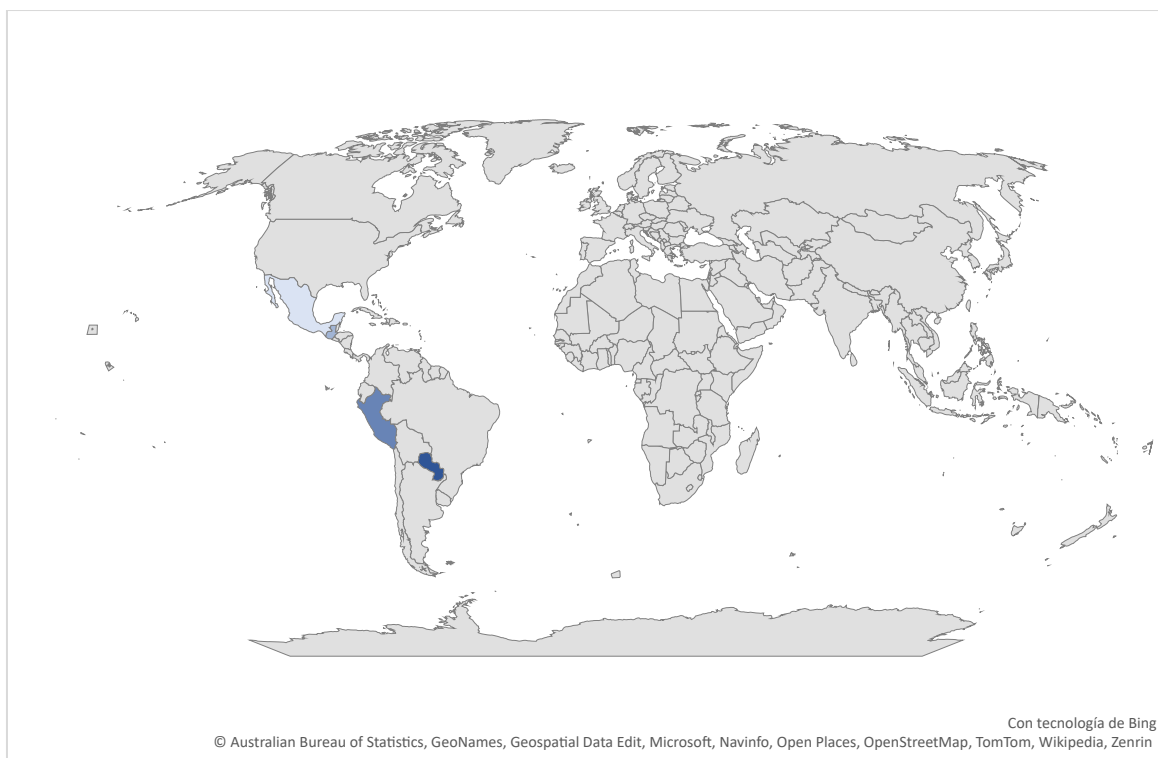 Con tecnología de Bing
© Australian Bureau of Statistics, GeoNames, Geospatial Data Edit, Microsoft, Navinfo, Open Places, OpenStreetMap, TomTom, Wikipedia, Zenrin